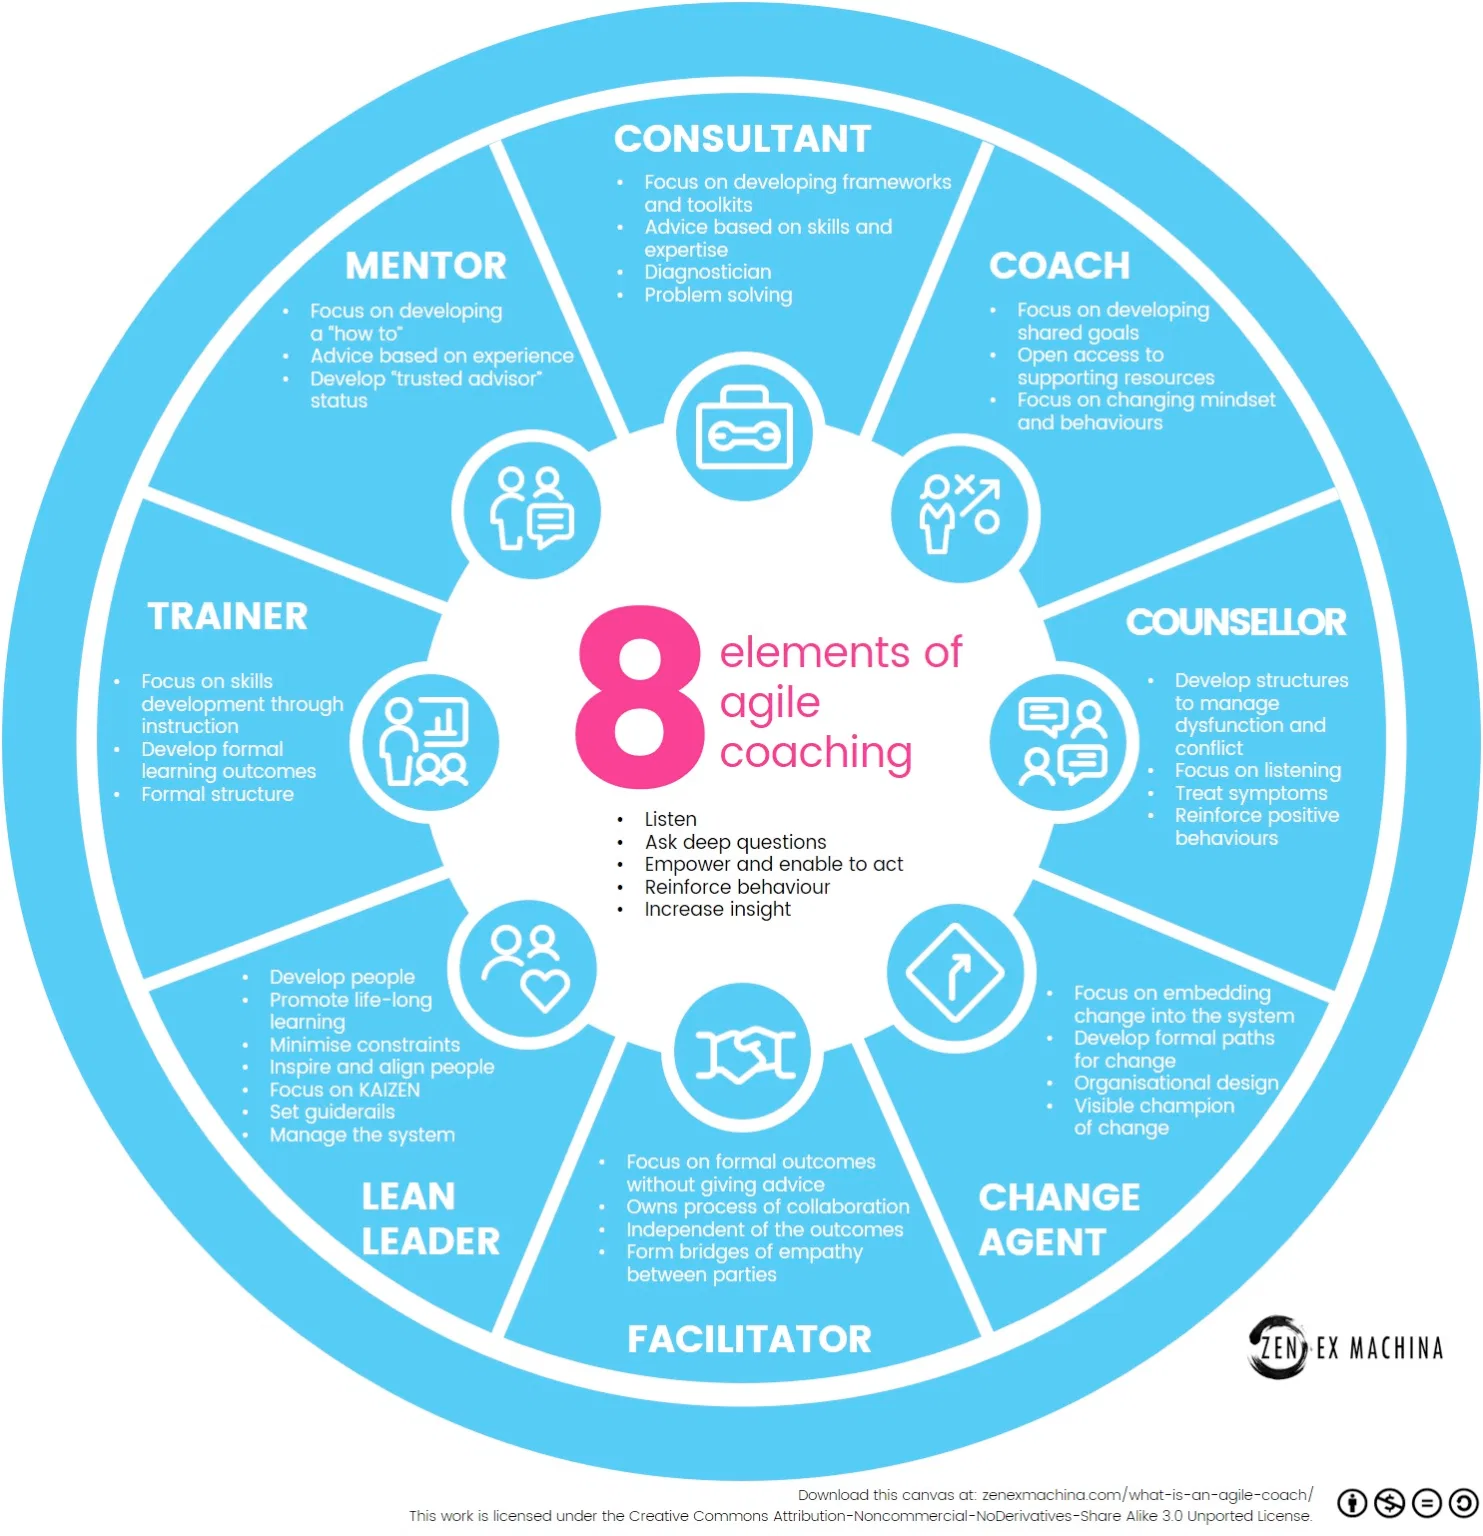 CONSULTANT
• Focus on developing frameworks
and toolkits
• Advice based on skills and
expertise
• Diagnostician
• Problem solving
COACH
• Focus on developing
shared goals
• Open access to
supporting resources
• Focus on changing mindset
and behaviours
COUNSELLOR
• Develop structures
to manage
dysfunction and
conflict
• Focus on listening
• Treat symptoms
• Reinforce positive
behaviours
• Focus on embedding
change into the system
• Develop formal paths
for change
• Organisational design
• Visible champion
of change
CHANGE
AGENT
• Focus on formal outcomes
without giving advice
• Owns process of collaboration
• Independent of the outcomes
• Form bridges of empathy
between parties
FACILITATOR
• Develop people
• Promote life-long
learning
• Minimise constraints
• Inspire and align people
• Focus on KAIZEN
• Set guiderails
• Manage the system
LEAN
LEADER
TRAINER
• Focus on skills
development through
instruction
• Develop formal
learning outcomes
• Formal structure
MENTOR
• Focus on developing
a "how to"
• Advice based on experience
• Develop "trusted advisor"
status
8 elements of
agile
coaching
• Listen
• Ask deep questions
• Empower and enable to act
• Reinforce behaviour
• Increase insight
ZEN EX MACHINA
Download this canvas at: zenexmachina.com/what-is-an-agile-coach/
This work is licensed under the Creative Commons Attribution-Noncommercial-NoDerivatives-Share Alike 3.0 Unported License.